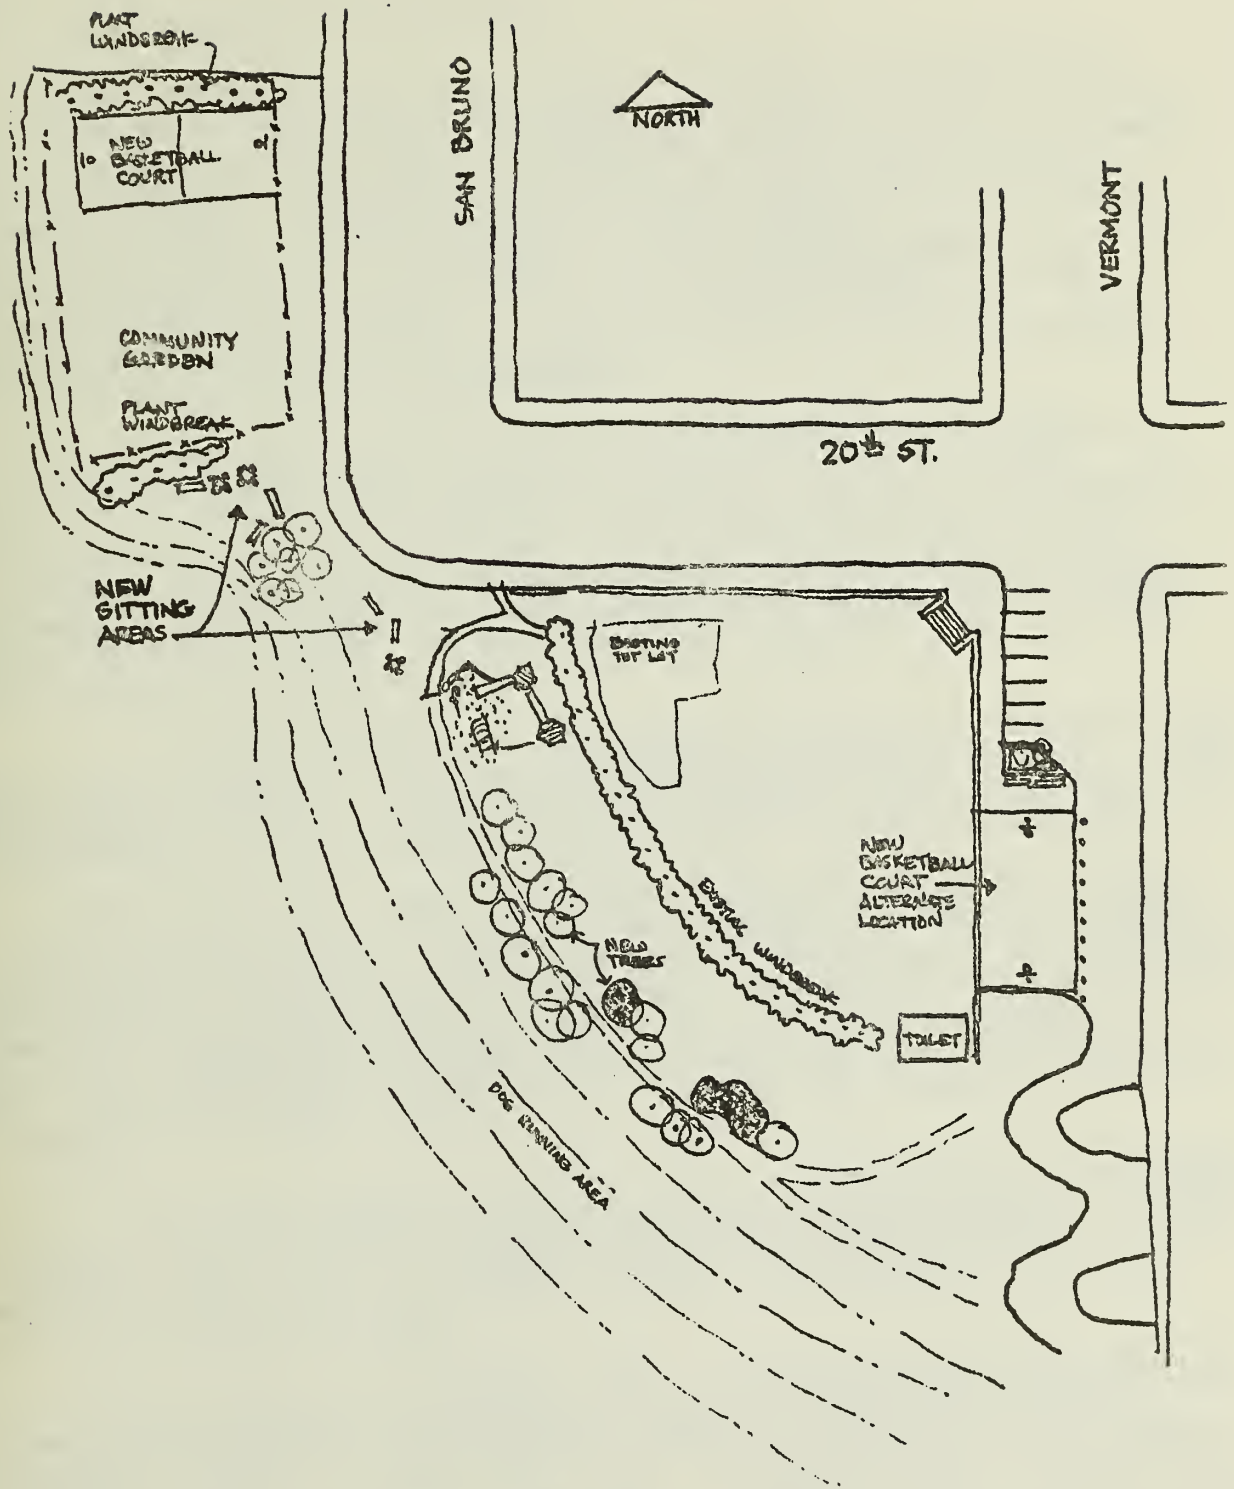 PLANT
WINDBREAK
NEW
BASKETBALL
COURT
SAN BRUNO
NORTH
VERMONT
COMMUNITY
GARDEN
PLANT
WINDBREAK
20th ST.
NEW
SITTING
AREAS
EXISTING
TOT LOT
NEW
BASKETBALL
COURT
ALTERNATE
LOCATION
EXISTING WINDBREAK
NEW
TREES
TOILET
DOG RUNNING AREA